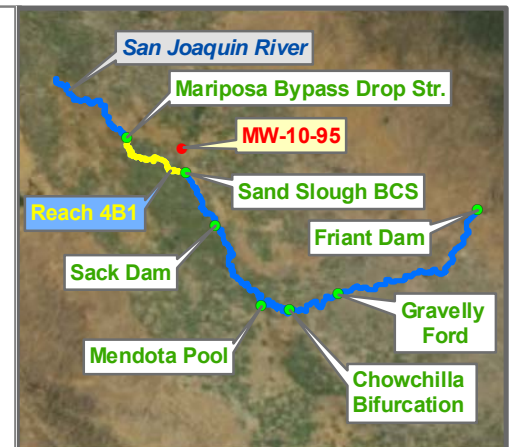 San Joaquin River
Mariposa Bypass Drop Str.
MW-10-95
Sand Slough BCS
Reach 4B1
Friant Dam
Sack Dam
Gravelly
Ford
Mendota Pool
Chowchilla
Bifurcation